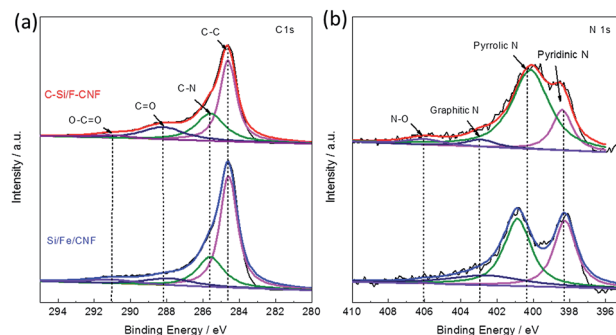 (a)
C 1s
C-C
C-Si/F-CNF
C-N
C=O
O-C=O
Si/Fe/CNF
Intensity / a.u.
294 292 290 288 286 284 282 280
Binding Energy / eV
(b)
N 1s
Pyrrolic N
Pyridinic N
Graphitic N
N-O
Intensity / a.u.
410 408 406 404 402 400 398 396
Binding Energy / eV